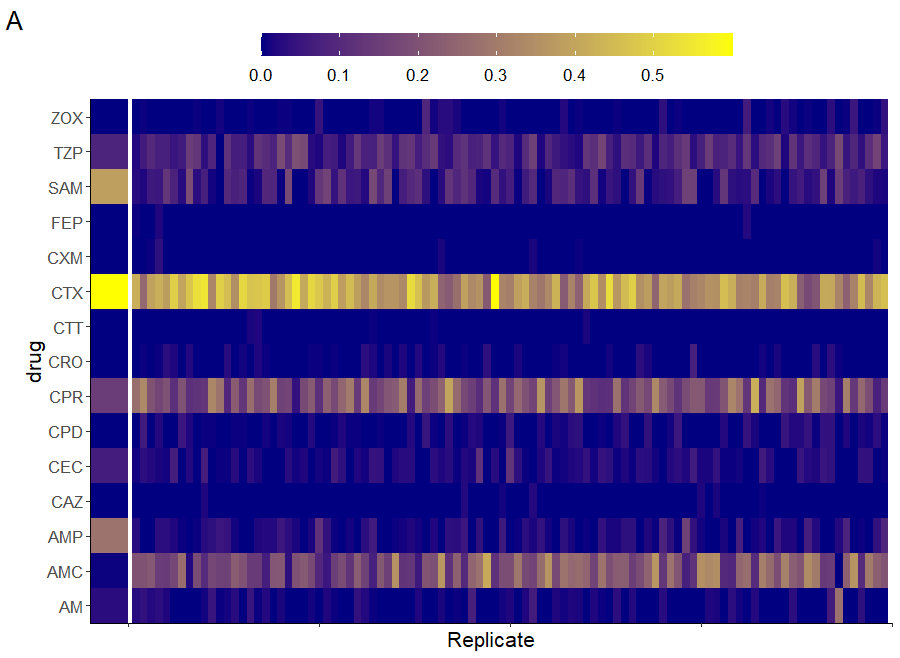 A
0.0 0.1 0.2 0.3 0.4 0.5
ZOX
TZP
SAM
FEP
CXM
CTX
CTT
CRO
CPR
CPD
CEC
CAZ
AMP
AMC
AM
drug
Replicate